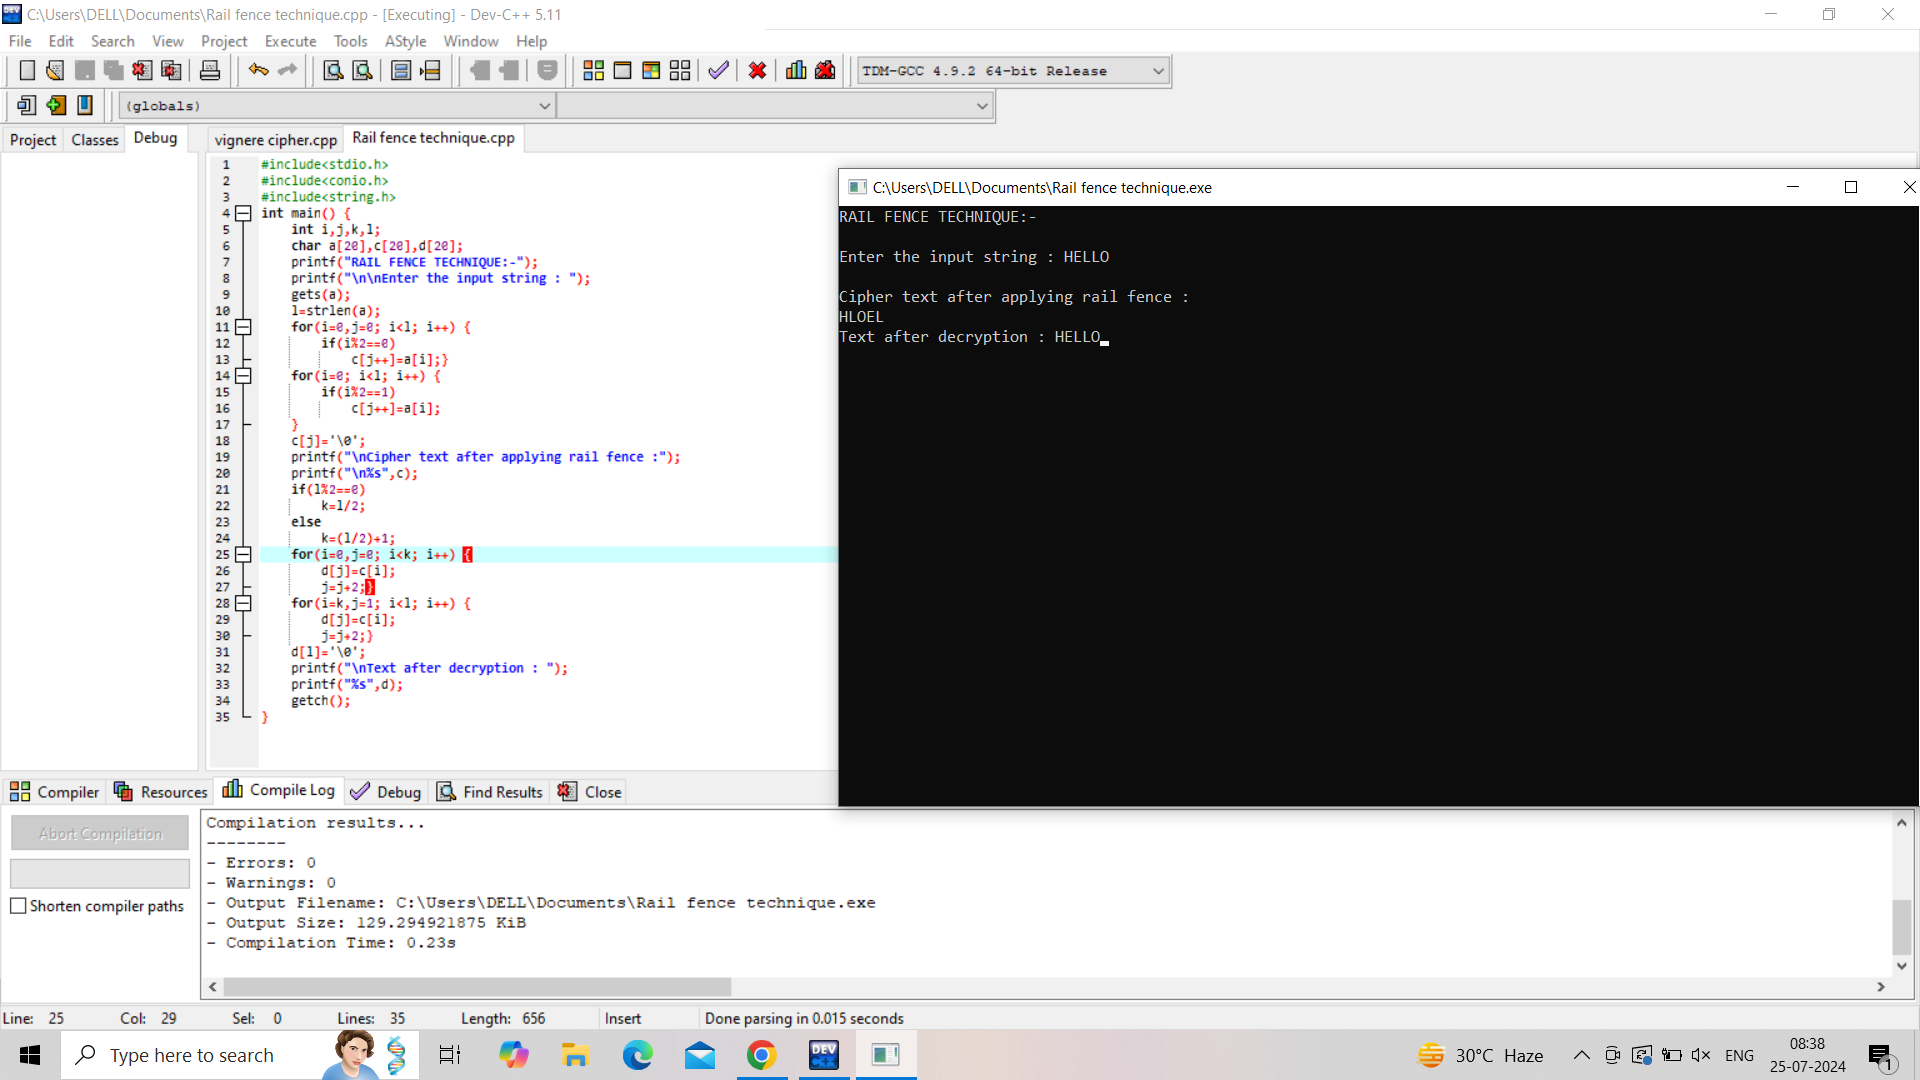 C:\Users\DELL\Documents\Rail fence technique.cpp - [Executing] - Dev-C++ 5.11
File Edit Search View Project Execute Tools AStyle Window Help
TDM-GCC 4.9.2 64-bit Release
(globals)
Project Classes Debug
vignere cipher.cpp Rail fence technique.cpp
1 #include<stdio.h>
2 #include<conio.h>
3 #include<string.h>
4 int main() {
5 int i,j,k,l;
6 char a[20],c[20],d[20];
7 printf("RAIL FENCE TECHNIQUE:-");
8 printf("\n\nEnter the input string : ");
9 gets(a);
10 l=strlen(a);
11 for(i=0,j=0; i<l; i++) {
12 if(i%2==0)
13 c[j++]=a[i];}
14 for(i=0; i<l; i++) {
15 if(i%2==1)
16 c[j++]=a[i];
17 }
18 c[j]='\0';
19 printf("\nCipher text after applying rail fence :");
20 printf("\n%s",c);
21 if(l%2==0)
22 k=l/2;
23 else
24 k=(l/2)+1;
25 for(i=0,j=0; i<k; i++) {
26 d[j]=c[i];
27 j=j+2;}
28 for(i=k,j=1; i<l; i++) {
29 d[j]=c[i];
30 j=j+2;}
31 d[l]='\0';
32 printf("\nText after decryption : ");
33 printf("%s",d);
34 getch();
35 }
C:\Users\DELL\Documents\Rail fence technique.exe
RAIL FENCE TECHNIQUE:-
Enter the input string : HELLO
Cipher text after applying rail fence :
HLOEL
Text after decryption : HELLO
Compiler Resources Compile Log Debug Find Results Close
Abort Compilation
Shorten compiler paths
Compilation results...
--------
- Errors: 0
- Warnings: 0
- Output Filename: C:\Users\DELL\Documents\Rail fence technique.exe
- Output Size: 129.294921875 KiB
- Compilation Time: 0.23s
Line: 25 Col: 29 Sel: 0 Lines: 35 Length: 656 Insert Done parsing in 0.015 seconds
Type here to search
DEV C++
30°C Haze
ENG
08:38
25-07-2024
1